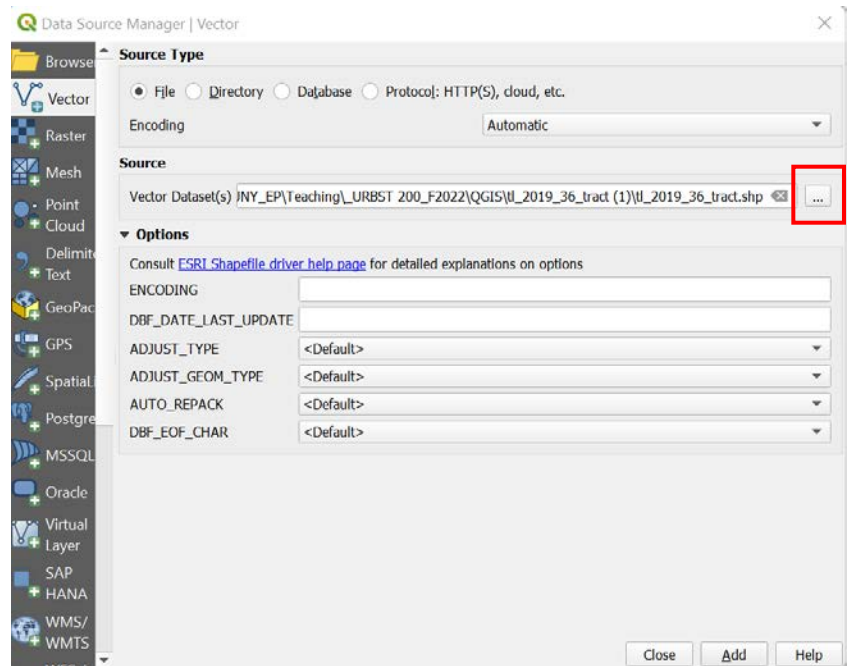 Data Source Manager | Vector
Browse
Vector
Raster
Mesh
Point
Cloud
Delimite
Text
GeoPac
GPS
SpatiaL
Postgre
MSSQL
Oracle
Virtual
Layer
SAP
HANA
WMS/
WMTS
Source Type
File Directory Database Protocol: HTTP(S), cloud, etc.
Encoding Automatic
Source
Vector Dataset(s) JNY_EP\Teaching\_URBST 200_F2022\QGIS\tl_2019_36_tract (1)\tl_2019_36_tract.shp ...
Options
Consult ESRI Shapefile driver help page for detailed explanations on options
ENCODING
DBF_DATE_LAST_UPDATE
ADJUST_TYPE <Default>
ADJUST_GEOM_TYPE <Default>
AUTO_REPACK <Default>
DBF_EOF_CHAR <Default>
Close Add Help